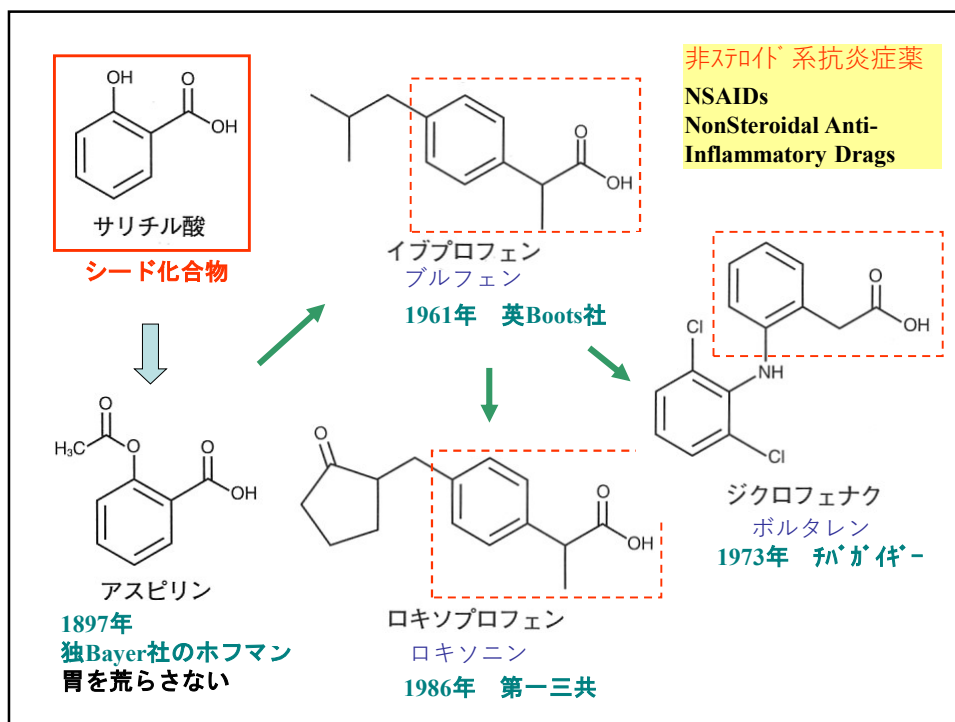 非ｽﾃﾛｲﾄﾞ系抗炎症薬
NSAIDs
NonSteroidal Anti-
Inflammatory Drags
OH
O
OH
サリチル酸
シード化合物
O
OH
イブプロフェン
ブルフェン
1961年　英Boots社
O
OH
Cl
NH
Cl
ジクロフェナク
ボルタレン
1973年　ﾁﾊﾞｶﾞｲｷﾞｰ
O
H₃C
O
O
OH
アスピリン
1897年
独Bayer社のホフマン
胃を荒らさない
O
O
OH
ロキソプロフェン
ロキソニン
1986年　第一三共